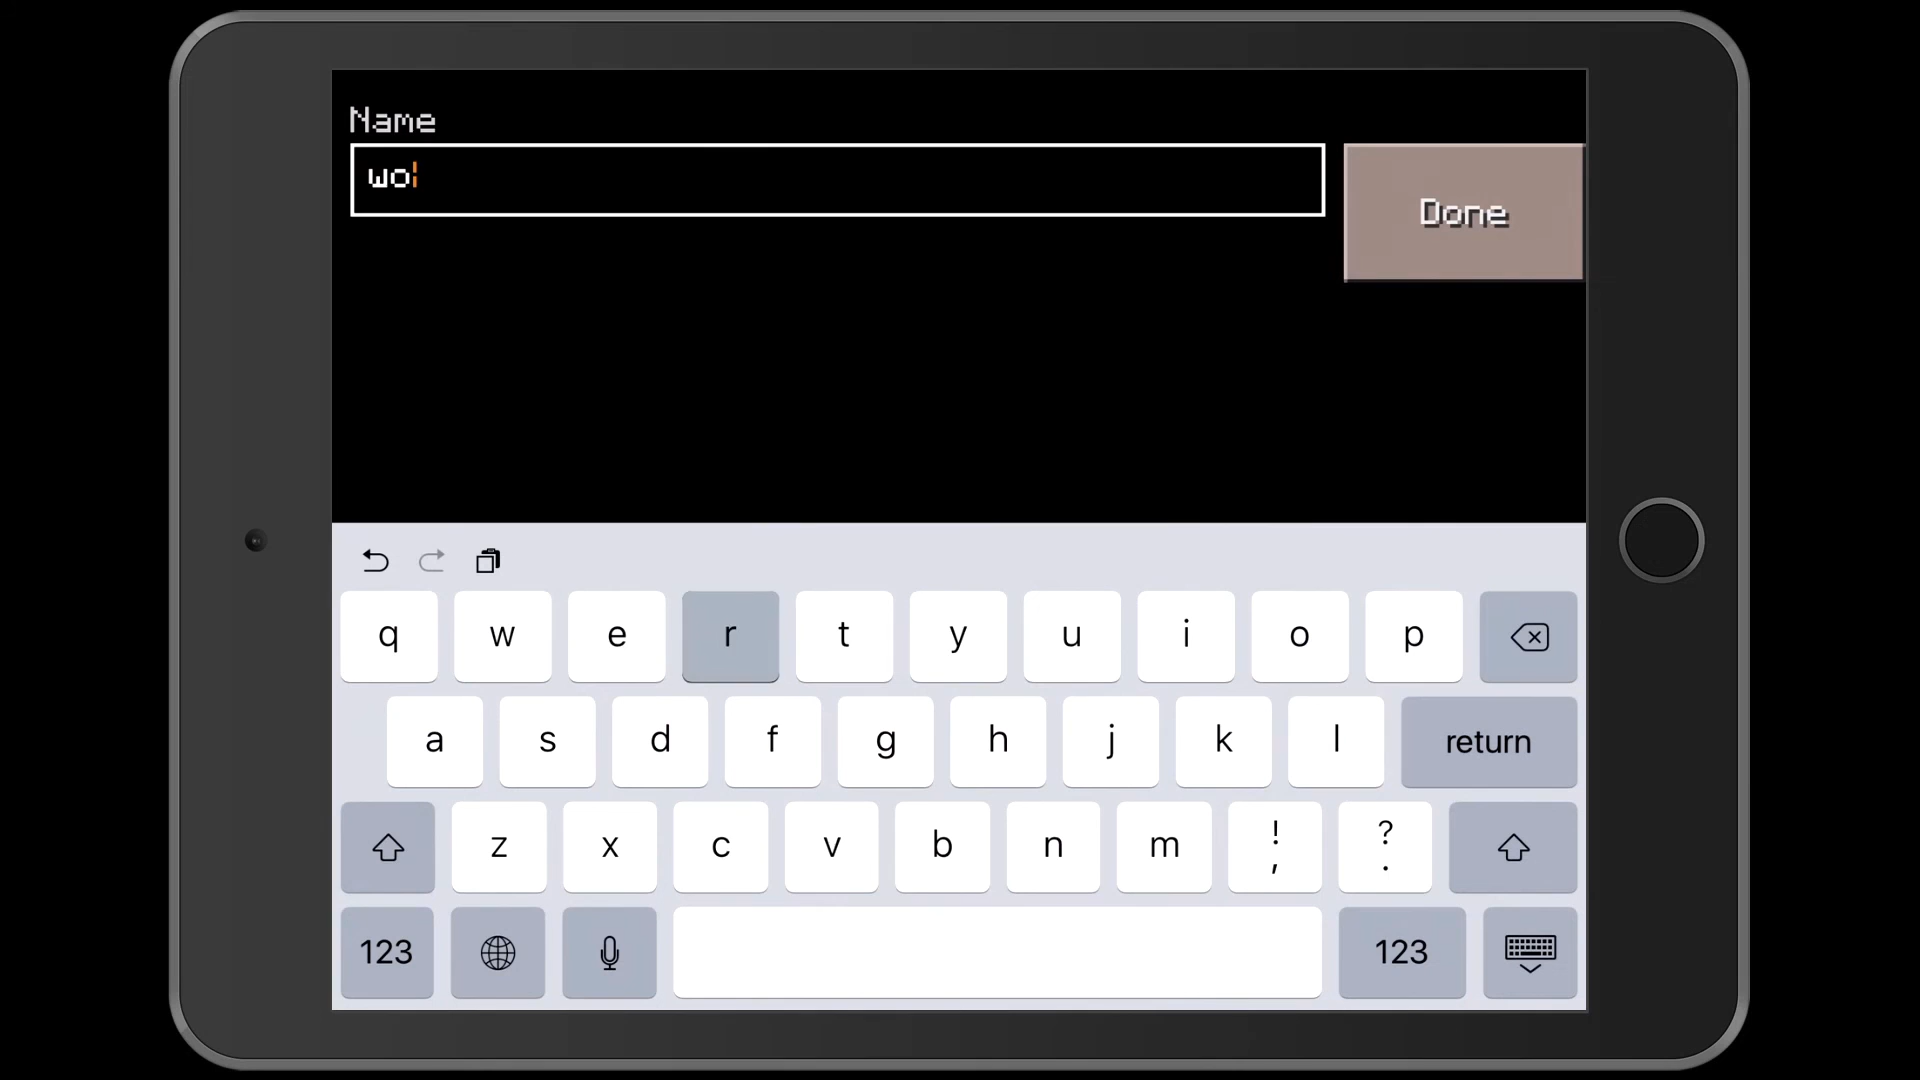 Name
wo
Done
q w e r t y u i o p
a s d f g h j k l return
z x c v b n m ! , ? .
123 123